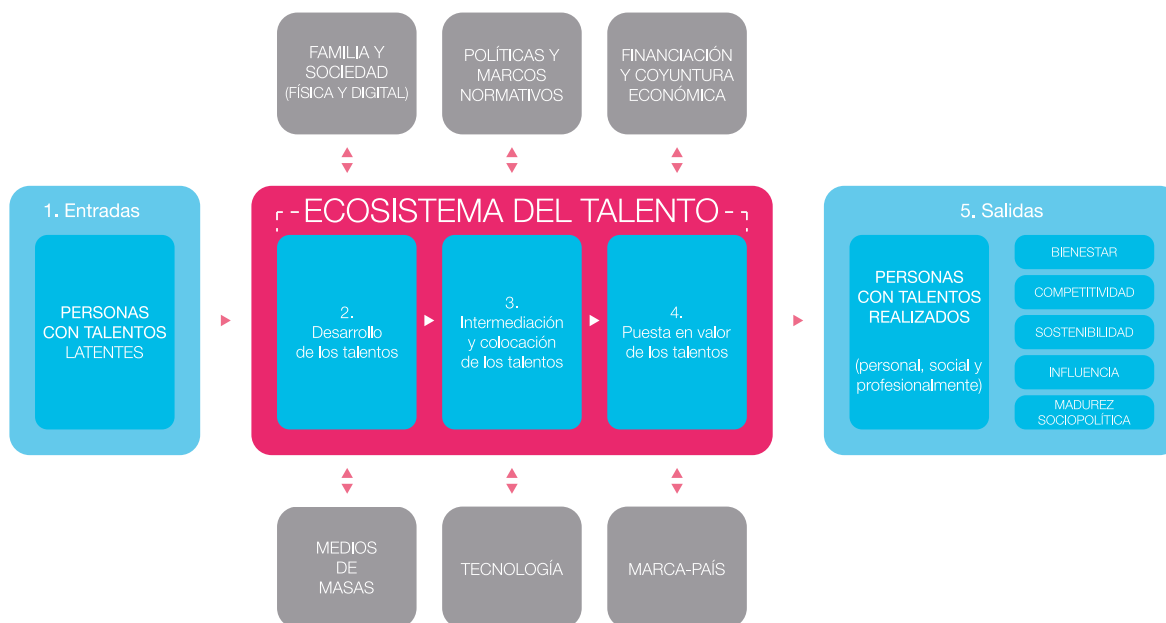 FAMILIA Y
SOCIEDAD
(FÍSICA Y DIGITAL)
POLÍTICAS Y
MARCOS
NORMATIVOS
FINANCIACIÓN
Y COYUNTURA
ECONÓMICA
1. Entradas
PERSONAS
CON TALENTOS
LATENTES
ECOSISTEMA DEL TALENTO
2.
Desarrollo
de los talentos
3.
Intermediación
y colocación
de los talentos
4.
Puesta en valor
de los talentos
5. Salidas
PERSONAS
CON TALENTOS
REALIZADOS
(personal, social y
profesionalmente)
BIENESTAR
COMPETITIVIDAD
SOSTENIBILIDAD
INFLUENCIA
MADUREZ
SOCIOPOLÍTICA
MEDIOS
DE
MASAS
TECNOLOGÍA
MARCA-PAÍS